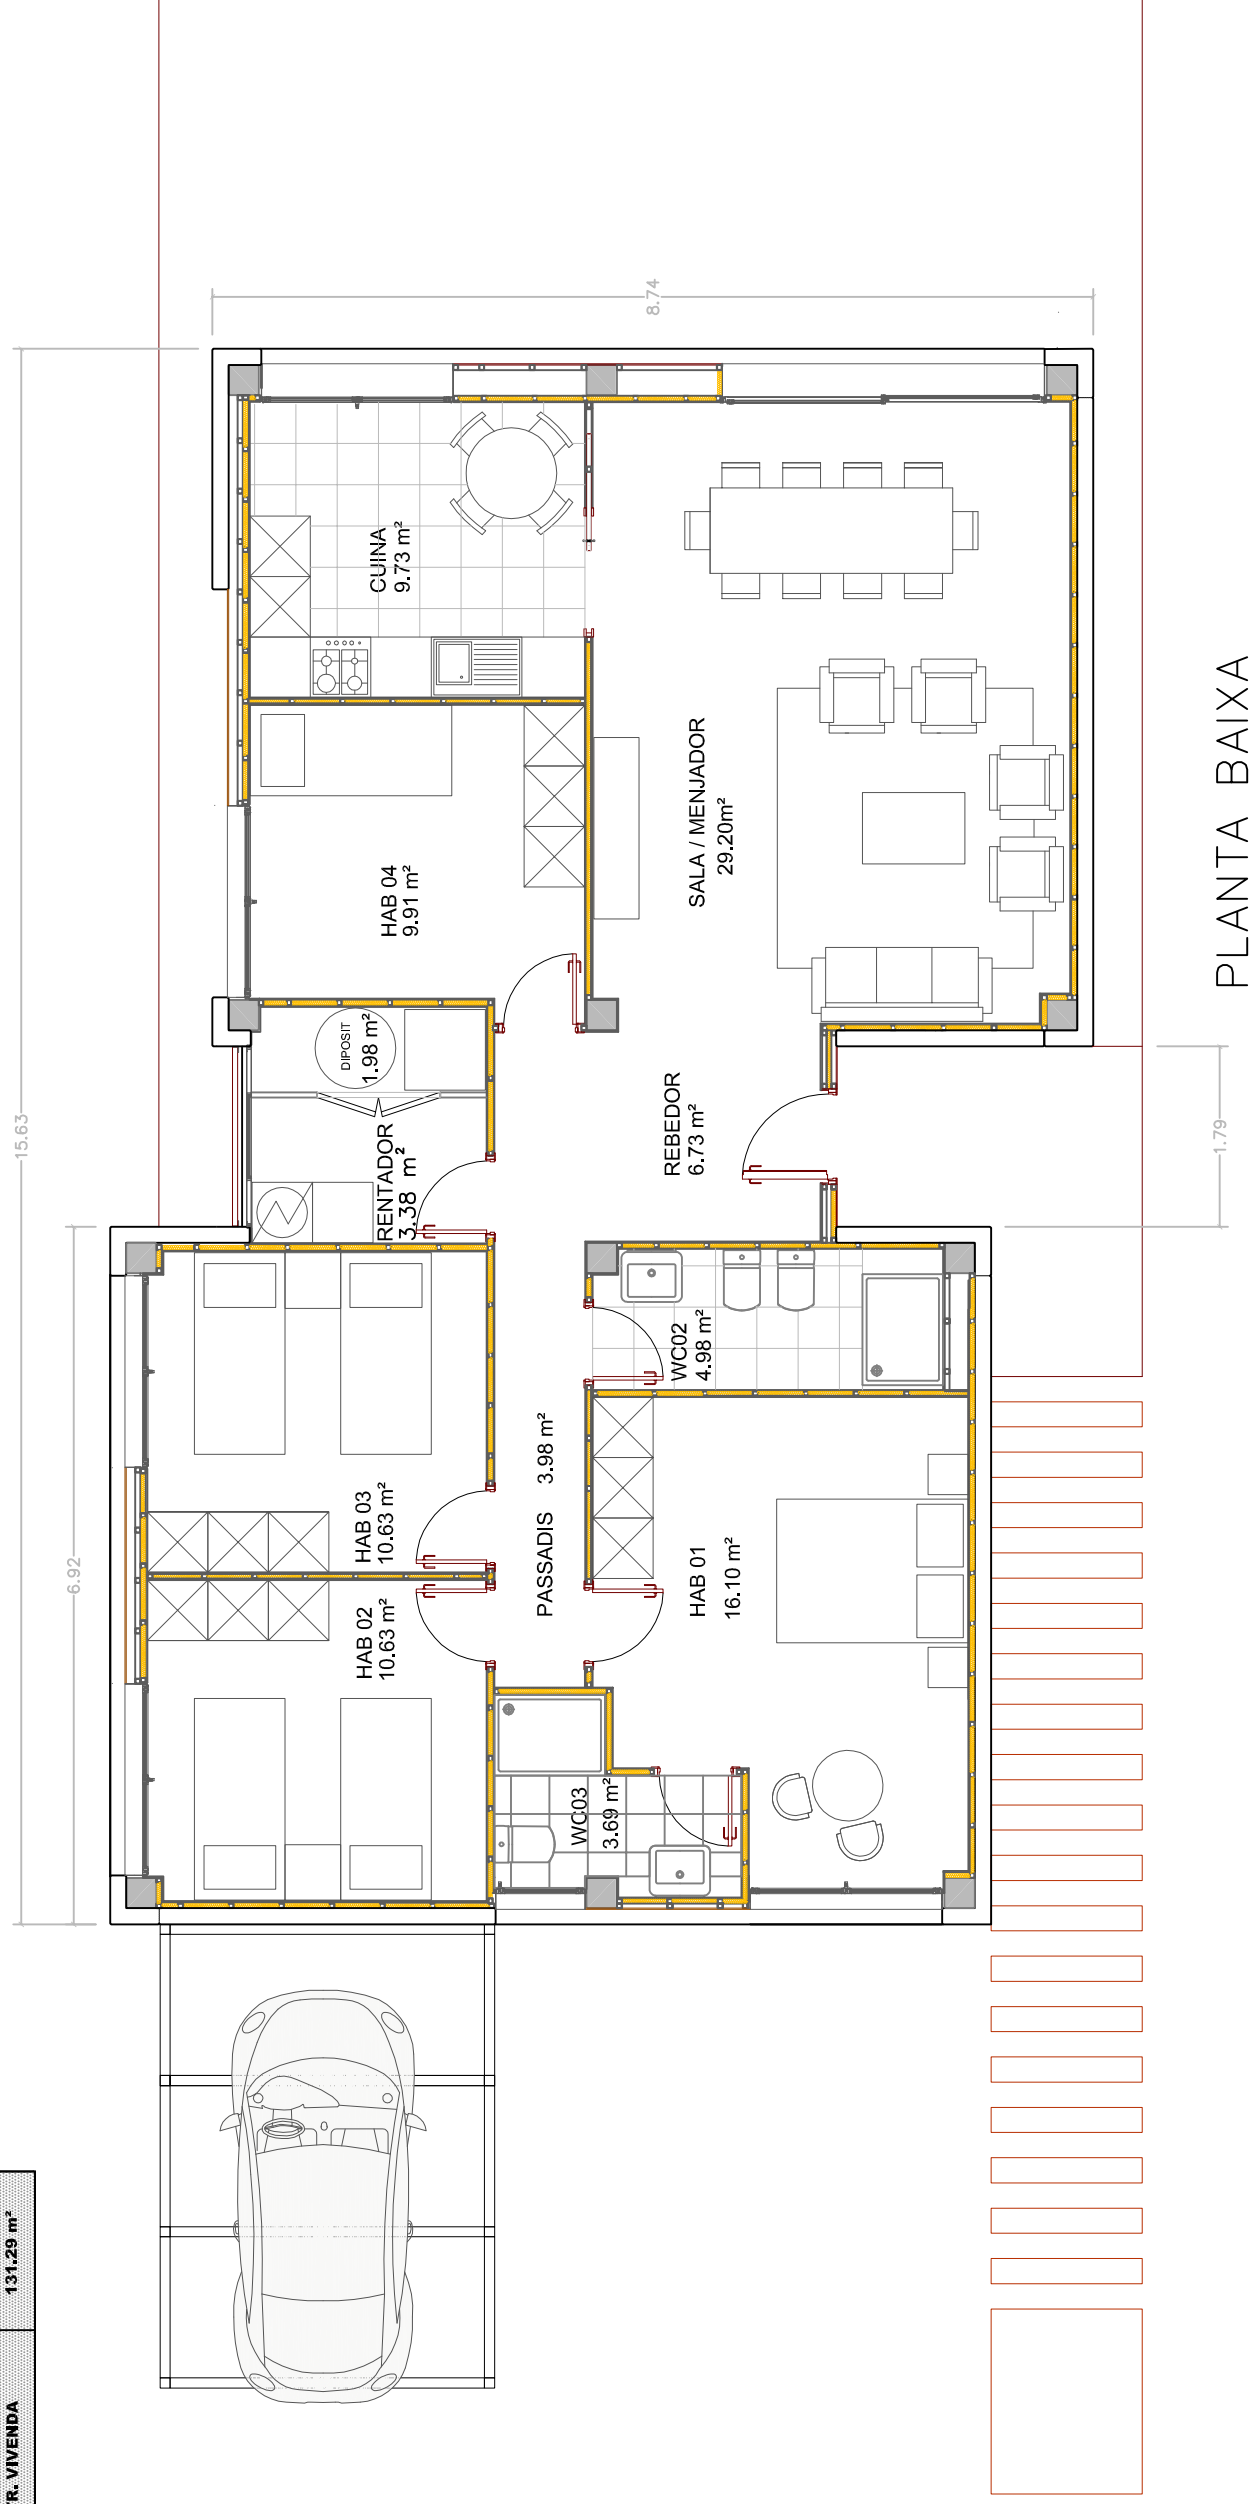 8.74
15.63
CUINA
9.73 m²
HAB 04
9.91 m²
SALA / MENJADOR
29.20m²
DIPOSIT
1.98 m²
RENTADOR
3.38 m²
REBEDOR
6.73 m²
1.79
6.92
HAB 03
10.63 m²
HAB 02
10.63 m²
PASSADIS 3.98 m²
WC02
4.98 m²
HAB 01
16.10 m²
WC03
3.69 m²
PLANTA BAIXA
VIVENDA 131.29 m²